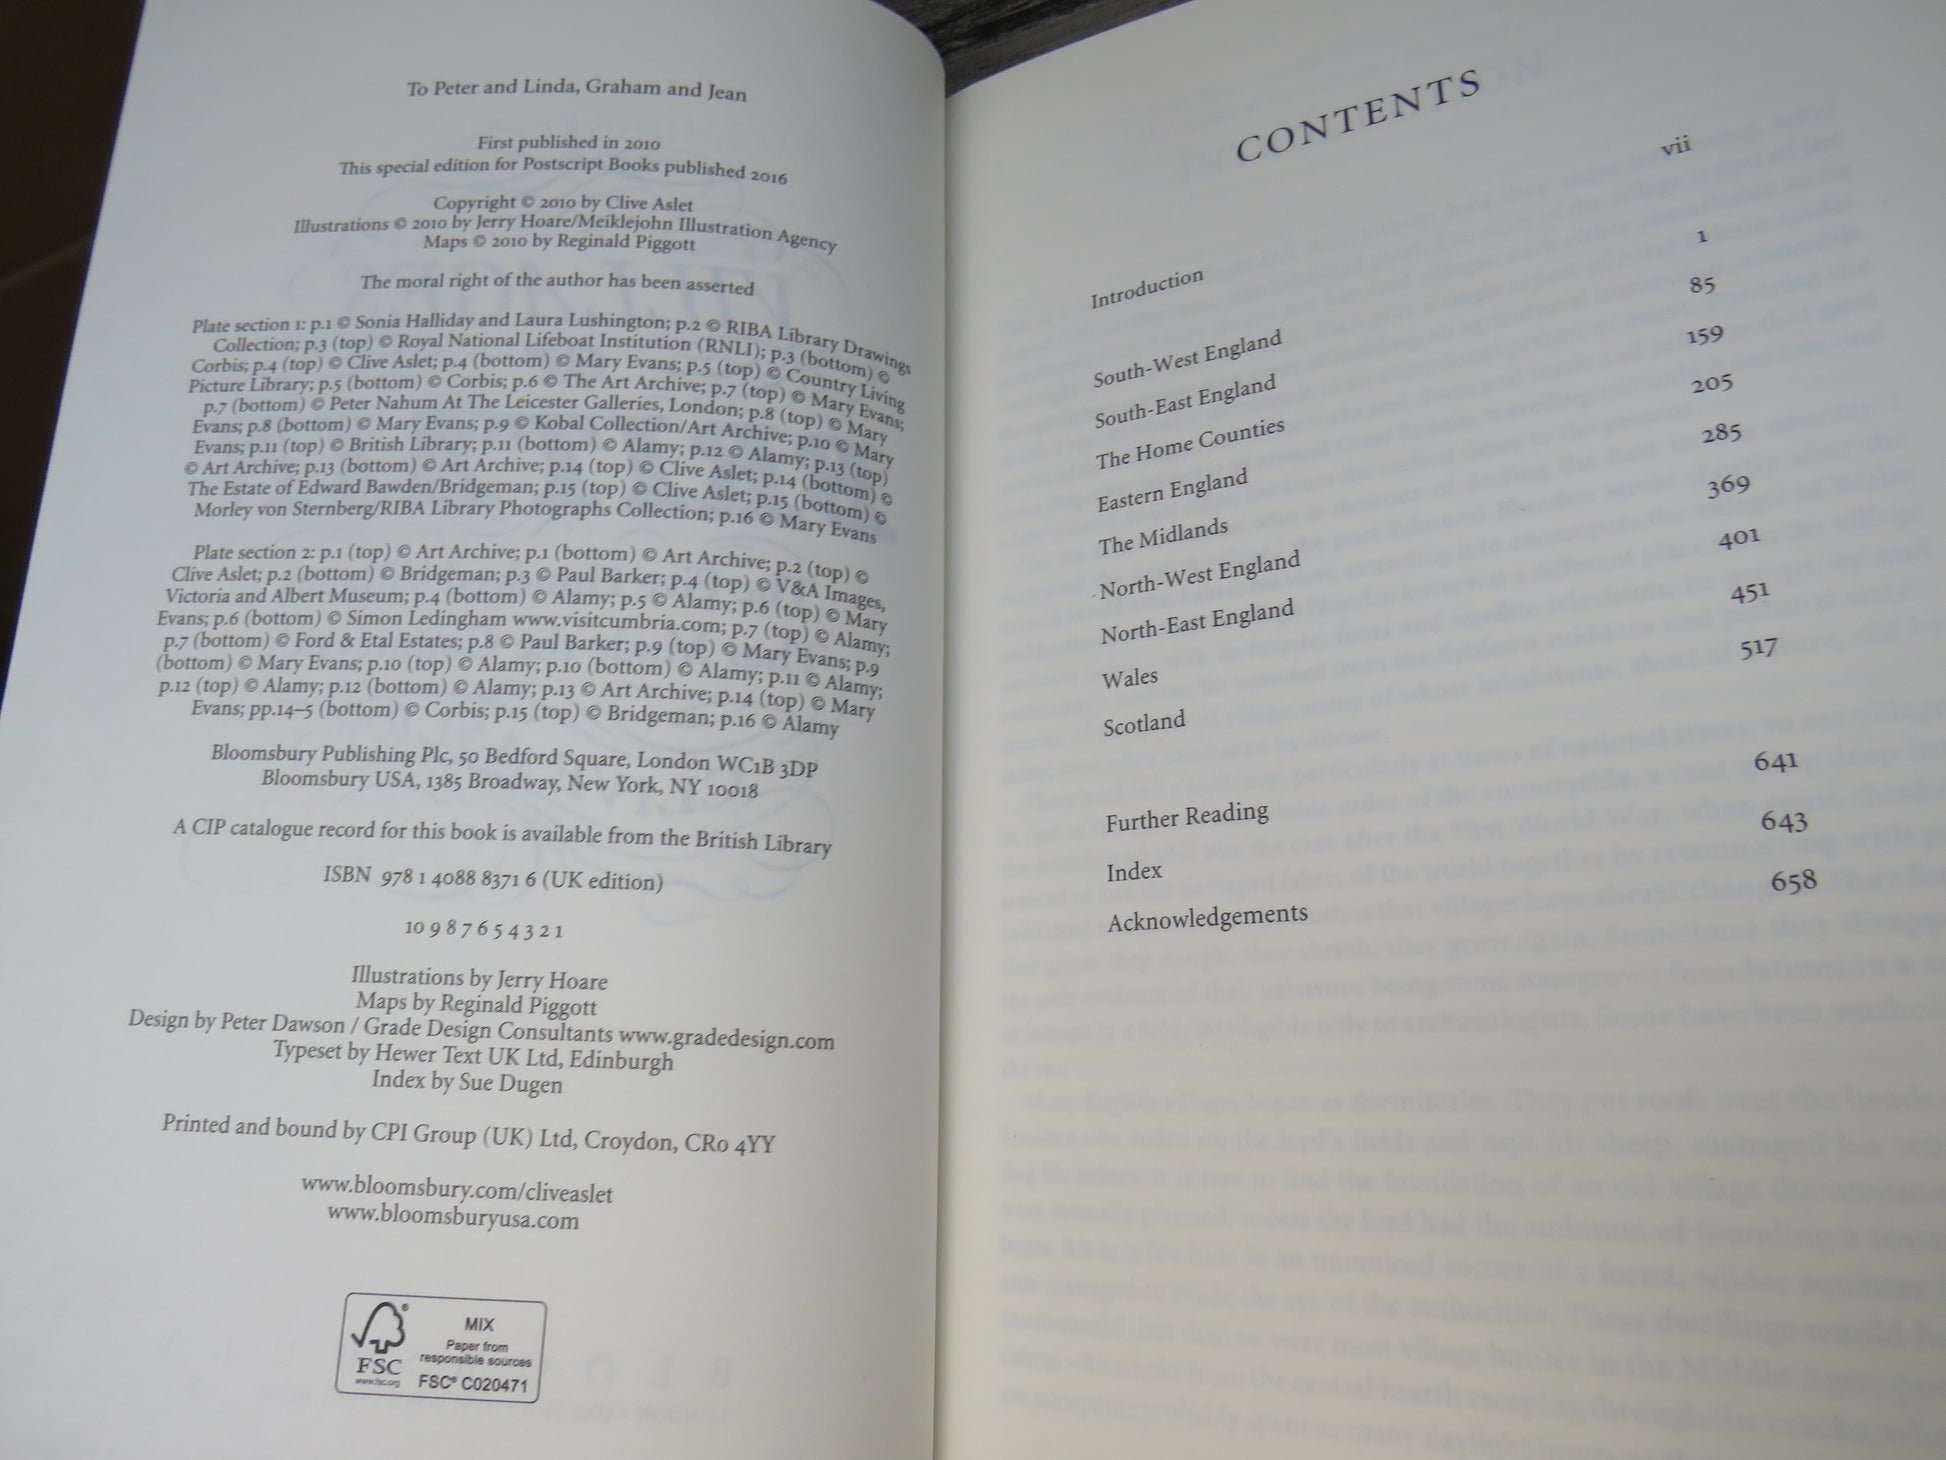 To Peter and Linda, Graham and Jean
First published in 2010
This special edition for Postscript Books published 2016
Copyright © 2010 by Clive Aslet
Illustrations © 2010 by Jerry Hoare/Meiklejohn Illustration Agency
Maps © 2010 by Reginald Piggott
The moral right of the author has been asserted
Plate section 1: p.1 © Sonia Halliday and Laura Lushington; p.2 © RIBA Library Drawings
Collection; p.3 (top) © Royal National Lifeboat Institution (RNLI); p.3 (bottom) ©
Corbis; p.4 (top) © Clive Aslet; p.4 (bottom) © Mary Evans; p.5 (top) © Country Living
Picture Library; p.5 (bottom) © Corbis; p.6 © The Art Archive; p.7 (top) © Mary Evans;
p.7 (bottom) © Peter Nahum At The Leicester Galleries, London; p.8 (top) © Mary
Evans; p.8 (bottom) © Mary Evans; p.9 © Kobal Collection/Art Archive; p.10 © Mary
Evans; p.11 (top) © British Library; p.11 (bottom) © Alamy; p.12 © Alamy; p.13 (top)
© Art Archive; p.13 (bottom) © Art Archive; p.14 (top) © Clive Aslet; p.14 (bottom) ©
The Estate of Edward Bawden/Bridgeman; p.15 (top) © Clive Aslet; p.15 (bottom) ©
Morley von Sternberg/RIBA Library Photographs Collection; p.16 © Mary Evans
Plate section 2: p.1 (top) © Art Archive; p.1 (bottom) © Art Archive; p.2 (top) ©
Clive Aslet; p.2 (bottom) © Bridgeman; p.3 © Paul Barker; p.4 (top) © V&A Images,
Victoria and Albert Museum; p.4 (bottom) © Alamy; p.5 © Alamy; p.6 (top) © Mary
Evans; p.6 (bottom) © Simon Ledingham www.visitcumbria.com; p.7 (top) © Alamy;
p.7 (bottom) © Ford & Etal Estates; p.8 © Paul Barker; p.9 (top) © Mary Evans; p.9
(bottom) © Mary Evans; p.10 (top) © Alamy; p.10 (bottom) © Alamy; p.11 © Alamy;
p.12 (top) © Alamy; p.12 (bottom) © Alamy; p.13 © Art Archive; p.14 (top) © Mary
Evans; pp.14–5 (bottom) © Corbis; p.15 (top) © Bridgeman; p.16 © Alamy
Bloomsbury Publishing Plc, 50 Bedford Square, London WC1B 3DP
Bloomsbury USA, 1385 Broadway, New York, NY 10018
A CIP catalogue record for this book is available from the British Library
ISBN 978 1 4088 8371 6 (UK edition)
10 9 8 7 6 5 4 3 2 1
Illustrations by Jerry Hoare
Maps by Reginald Piggott
Design by Peter Dawson / Grade Design Consultants www.gradedesign.com
Typeset by Hewer Text UK Ltd, Edinburgh
Index by Sue Dugen
Printed and bound by CPI Group (UK) Ltd, Croydon, CR0 4YY
www.bloomsbury.com/cliveaslet
www.bloomsburyusa.com
®
FSC
www.fsc.org
MIX
Paper from
responsible sources
FSC® C020471
CONTENTS
Introduction vii
South-West England 1
South-East England 85
The Home Counties 159
Eastern England 205
The Midlands 285
North-West England 369
North-East England 401
Wales 451
Scotland 517
Further Reading 641
Index 643
Acknowledgements 658